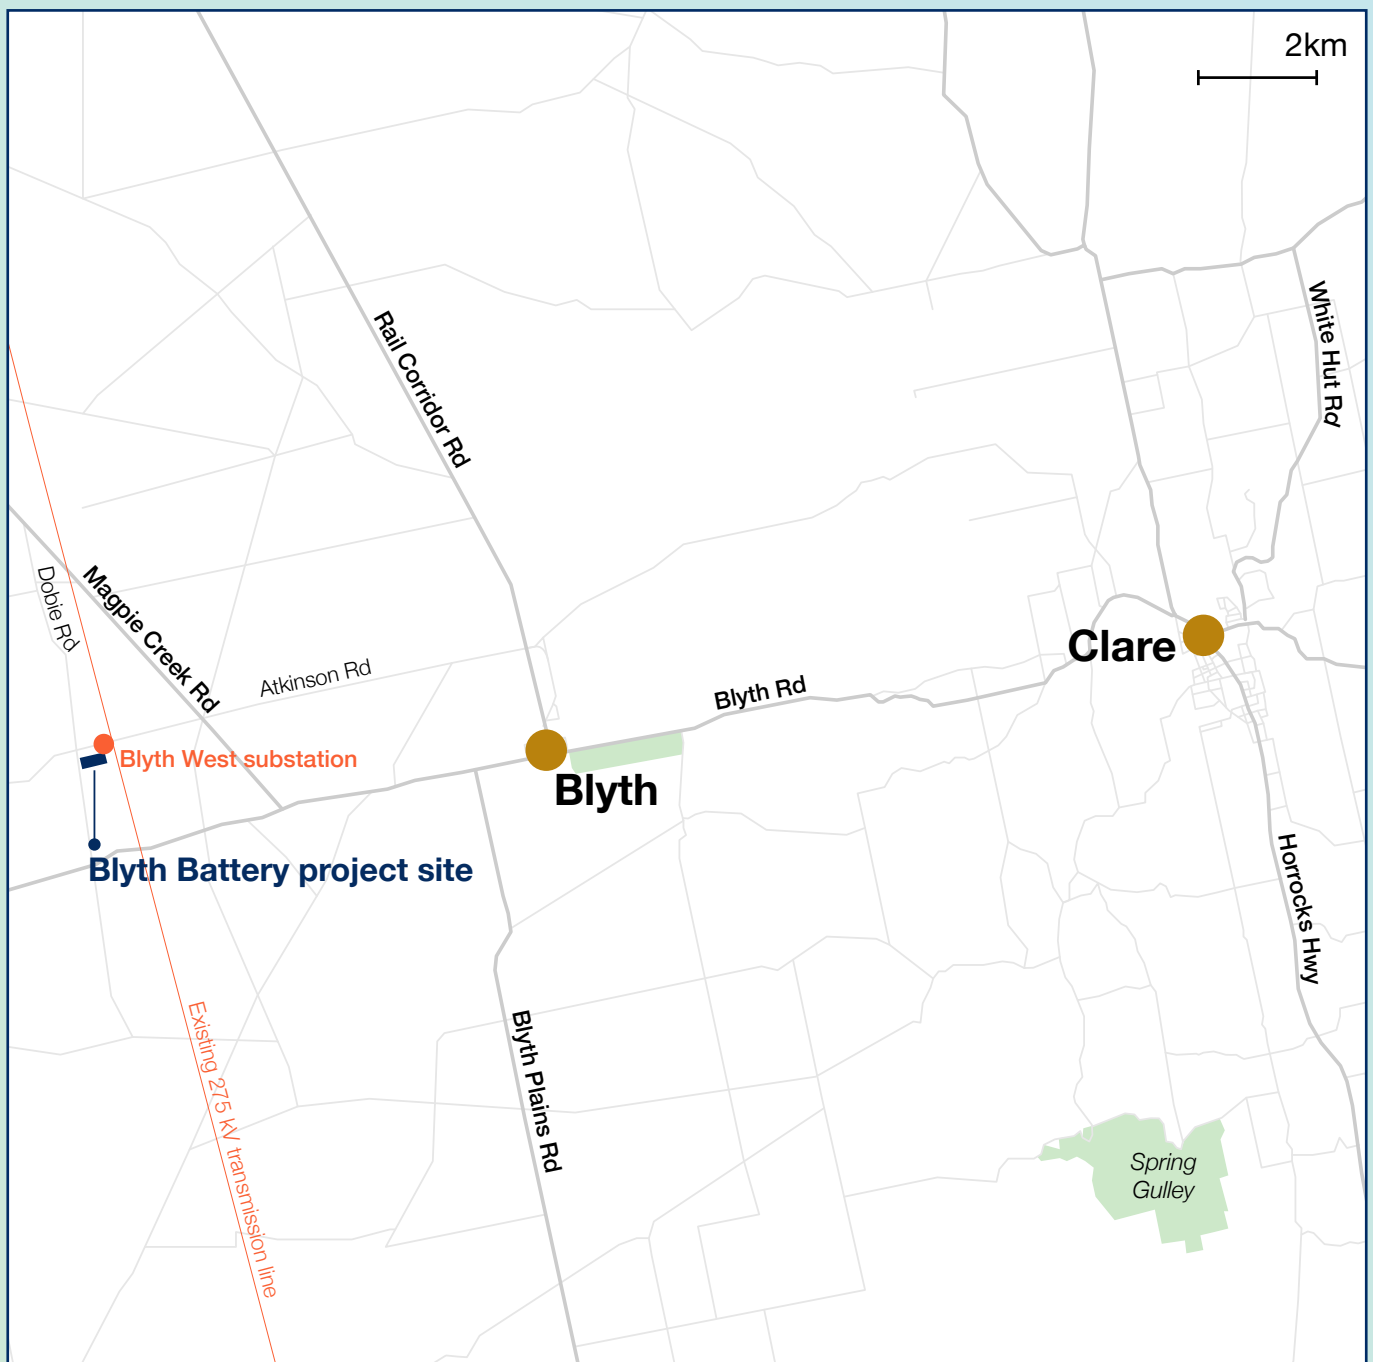 2km
White Hut Rd
Rail Corridor Rd
Dobie Rd
Magpie Creek Rd
Atkinson Rd
Clare
Blyth Rd
Blyth West substation
Blyth
Blyth Battery project site
Horrocks Hwy
Existing 275 kV transmission line
Blyth Plains Rd
Spring
Gulley